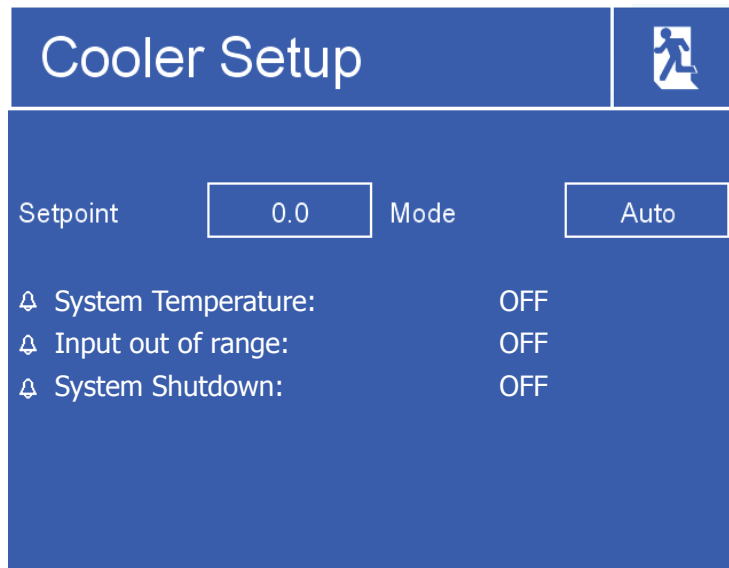 Cooler Setup
Setpoint 0.0 Mode Auto
System Temperature: OFF
Input out of range: OFF
System Shutdown: OFF